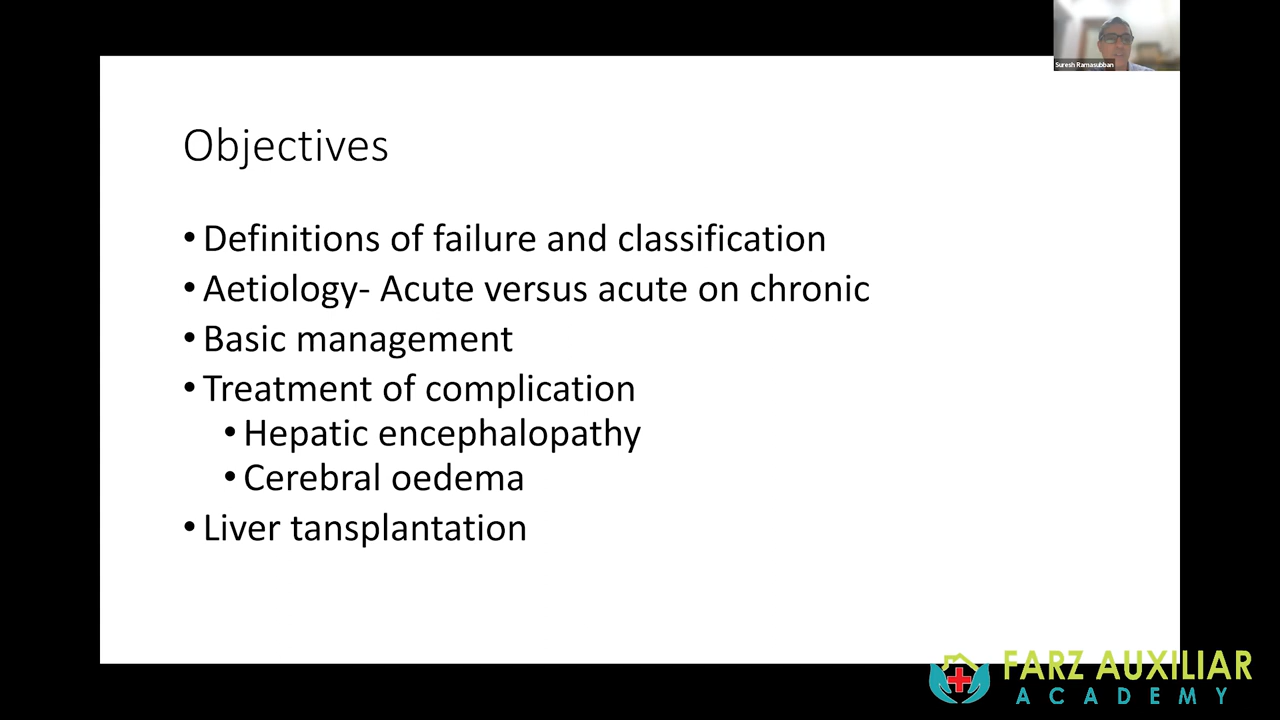 Suresh Ramasubban
Objectives
• Definitions of failure and classification
• Aetiology- Acute versus acute on chronic
• Basic management
• Treatment of complication
• Hepatic encephalopathy
• Cerebral oedema
• Liver tansplantation
FARZ AUXILIAR
ACADEMY